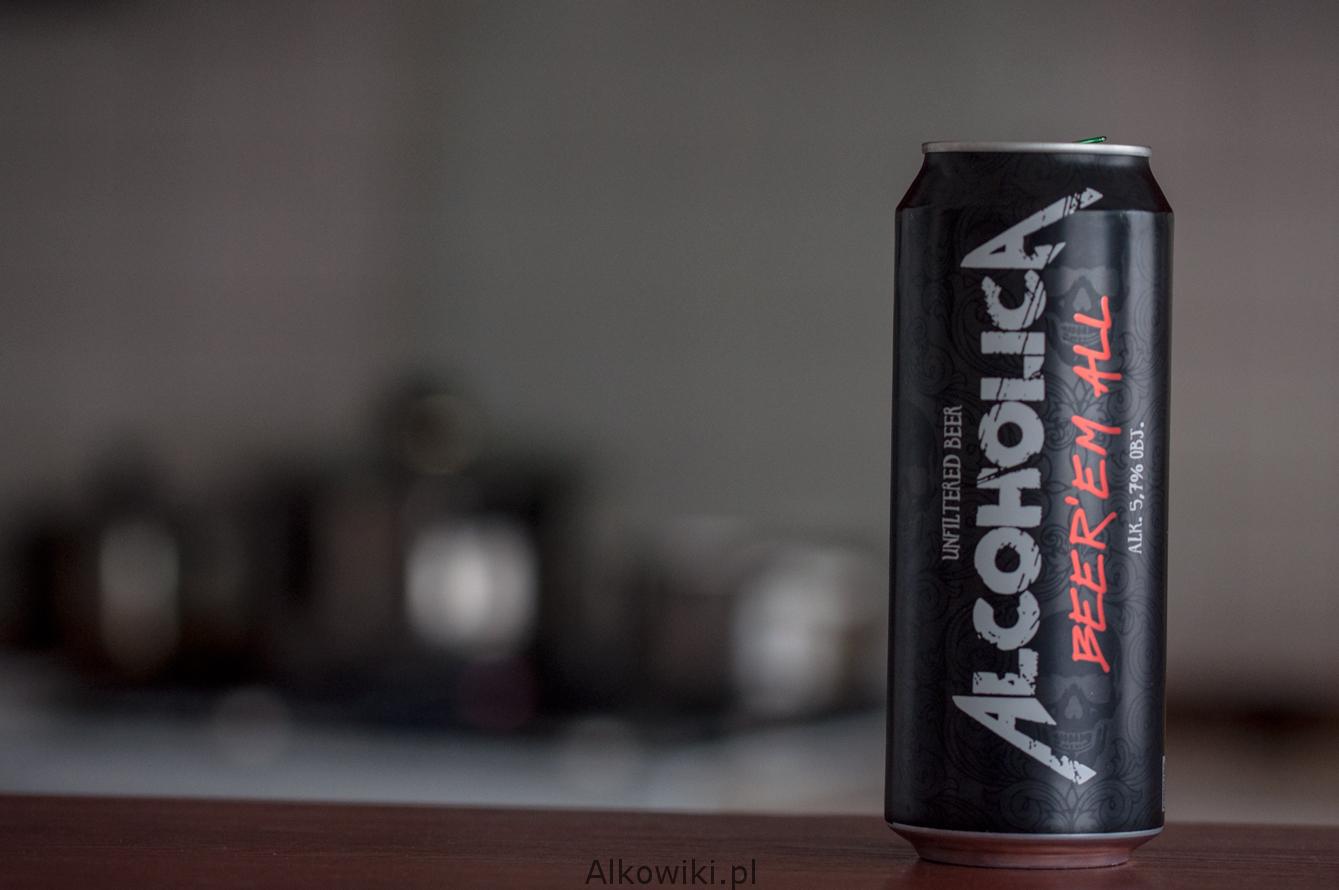 UNFILTERED BEER
ALCOHOLICA
BEER'EM ALL
ALK. 5,7% OBJ.
Alkowiki.pl